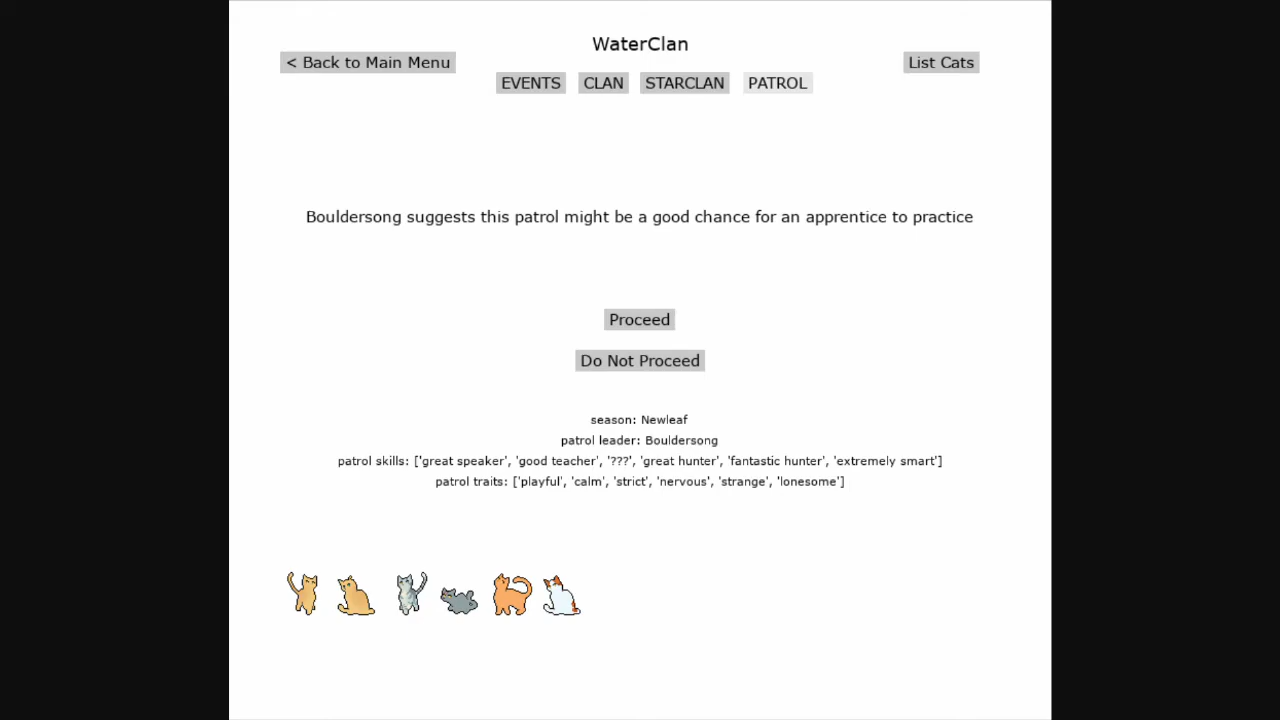 WaterClan
< Back to Main Menu
List Cats
EVENTS CLAN STARCLAN PATROL
Bouldersong suggests this patrol might be a good chance for an apprentice to practice
Proceed
Do Not Proceed
season: Newleaf
patrol leader: Bouldersong
patrol skills: ['great speaker', 'good teacher', '???', 'great hunter', 'fantastic hunter', 'extremely smart']
patrol traits: ['playful', 'calm', 'strict', 'nervous', 'strange', 'lonesome']